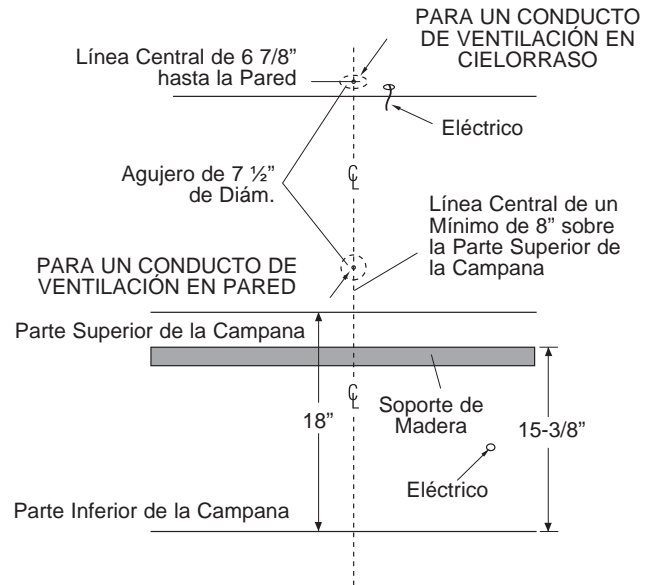 PARA UN CONDUCTO
DE VENTILACIÓN EN
CIELORRASO
Línea Central de 6 7/8”
hasta la Pared
Eléctrico
Agujero de 7 ½”
de Diám.
℄
Línea Central de un
Mínimo de 8” sobre
la Parte Superior de
la Campana
PARA UN CONDUCTO DE
VENTILACIÓN EN PARED
Parte Superior de la Campana
℄
Soporte de
Madera
18”
15-3/8”
Eléctrico
Parte Inferior de la Campana